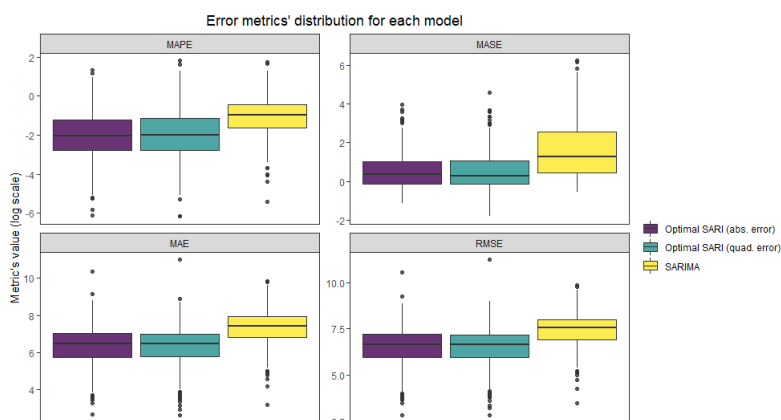 Error metrics' distribution for each model
MAPE
MASE
2
0
-2
-4
-6
6
4
2
0
-2
Metric's value (log scale)
MAE
RMSE
10
8
6
4
10.0
7.5
5.0
Optimal SARI (abs. error)
Optimal SARI (quad. error)
SARIMA